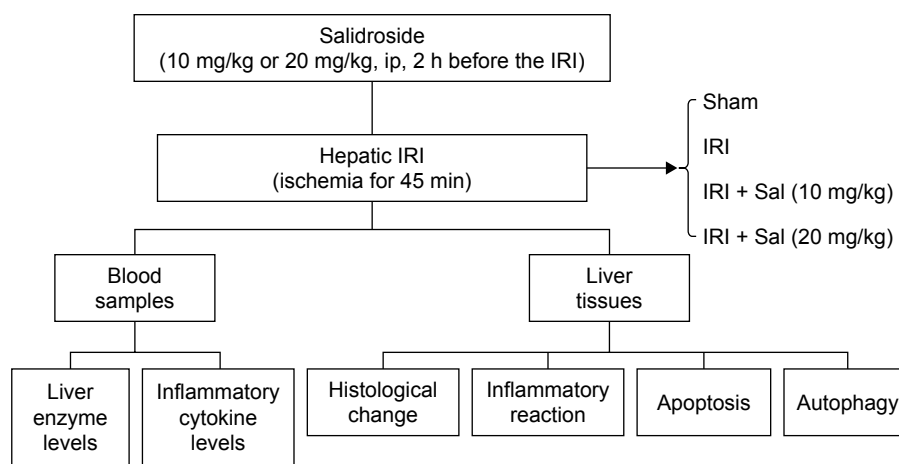 Salidroside
(10 mg/kg or 20 mg/kg, ip, 2 h before the IRI)
Hepatic IRI
(ischemia for 45 min)
Sham
IRI
IRI + Sal (10 mg/kg)
IRI + Sal (20 mg/kg)
Blood
samples
Liver
tissues
Liver
enzyme
levels
Inflammatory
cytokine
levels
Histological
change
Inflammatory
reaction
Apoptosis
Autophagy